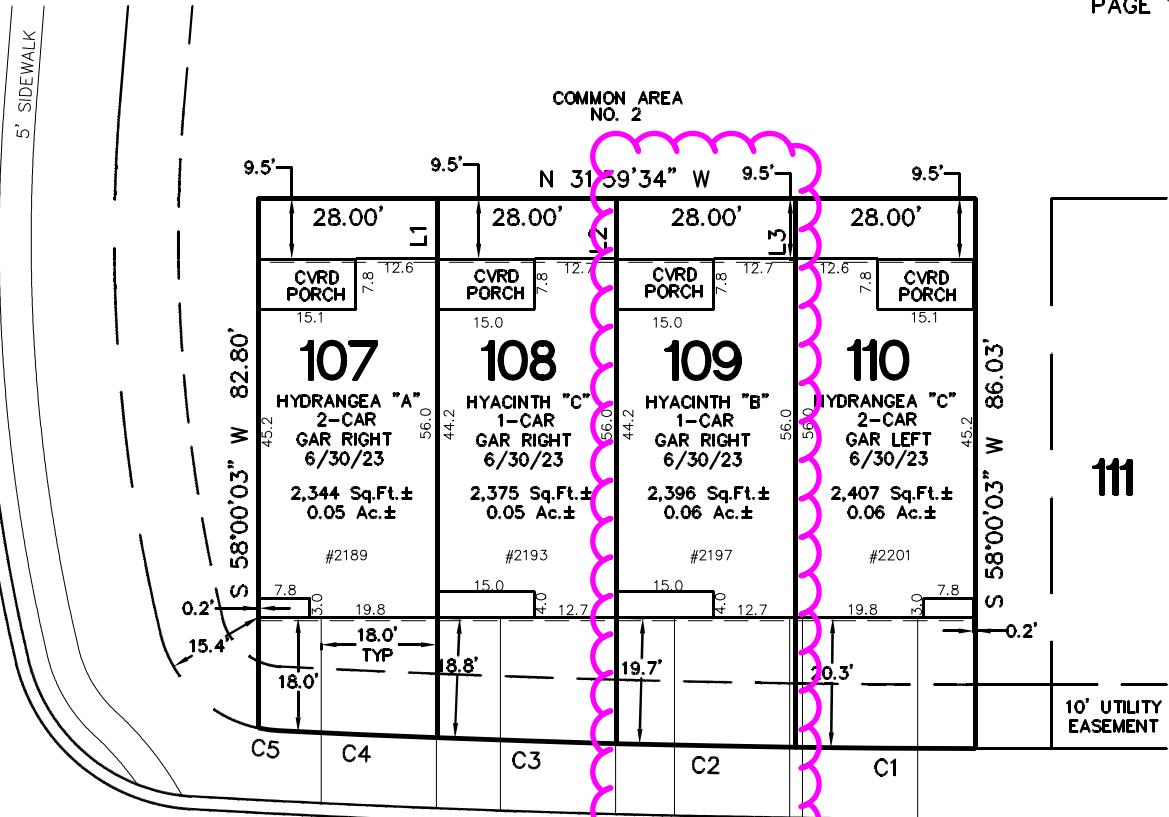 PAGE
5' SIDEWALK
COMMON AREA
NO. 2
N 31°59'34" W
9.5'
9.5'
9.5'
9.5'
28.00'
28.00'
28.00'
28.00'
L1
L2
L3
CVRD
PORCH
7.8
12.6
15.1
CVRD
PORCH
7.8
12.7
15.0
CVRD
PORCH
7.8
12.7
15.0
12.6
7.8
CVRD
PORCH
15.1
S 58°00'03" W 82.80'
45.2
107
HYDRANGEA "A"
2-CAR
GAR RIGHT
6/30/23
2,344 Sq.Ft.±
0.05 Ac.±
#2189
56.0
44.2
108
HYACINTH "C"
1-CAR
GAR RIGHT
6/30/23
2,375 Sq.Ft.±
0.05 Ac.±
#2193
56.0
44.2
109
HYACINTH "B"
1-CAR
GAR RIGHT
6/30/23
2,396 Sq.Ft.±
0.06 Ac.±
#2197
56.0
56.0
110
HYDRANGEA "C"
2-CAR
GAR LEFT
6/30/23
2,407 Sq.Ft.±
0.06 Ac.±
#2201
45.2
S 58°00'03" W 86.03'
111
7.8
3.0
19.8
15.0
4.0
12.7
15.0
4.0
12.7
19.8
3.0
7.8
0.2'
0.2'
15.4'
18.0'
TYP
18.0'
18.8'
19.7'
20.3'
10' UTILITY
EASEMENT
C5
C4
C3
C2
C1